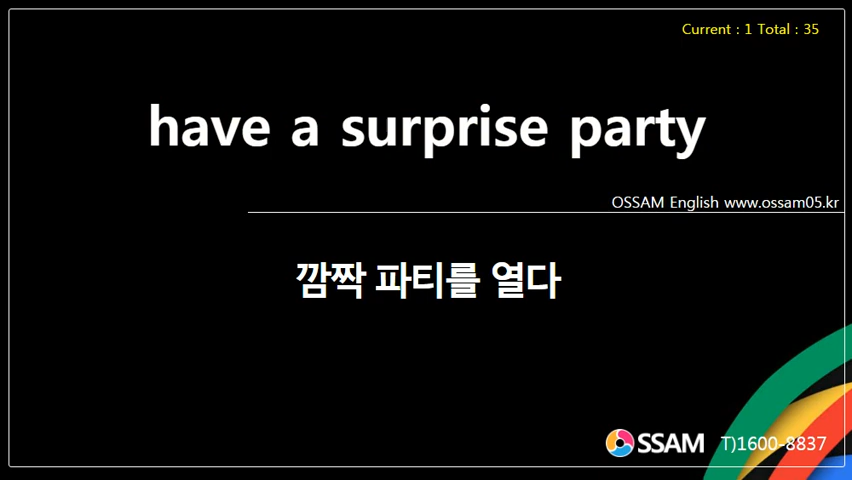 Current : 1 Total : 35
have a surprise party
OSSAM English www.ossam05.kr
깜짝 파티를 열다
OSSAM T)1600-8837